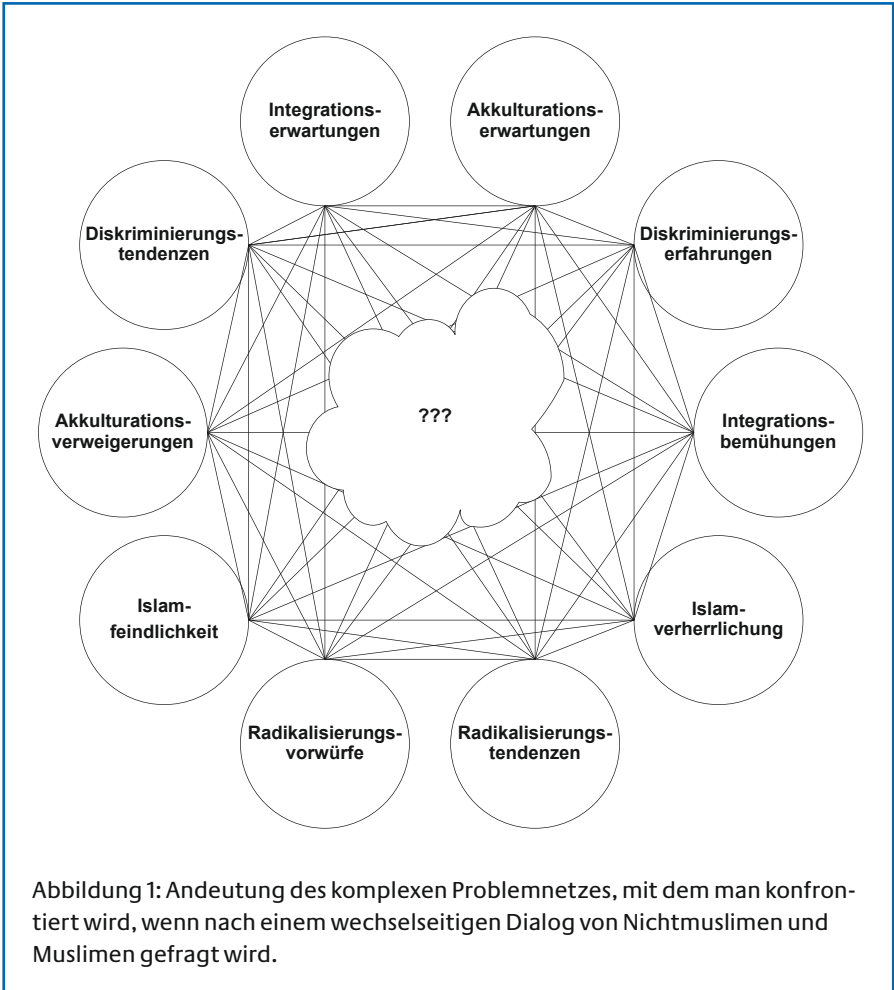 Integrations-
erwartungen
Akkulturations-
erwartungen
Diskriminierungs-
tendenzen
Diskriminierungs-
erfahrungen
Akkulturations-
verweigerungen
???
Integrations-
bemühungen
Islam-
feindlichkeit
Islam-
verherrlichung
Radikalisierungs-
vorwürfe
Radikalisierungs-
tendenzen
Abbildung 1: Andeutung des komplexen Problemnetzes, mit dem man konfron-
tiert wird, wenn nach einem wechselseitigen Dialog von Nichtmuslimen und
Muslimen gefragt wird.